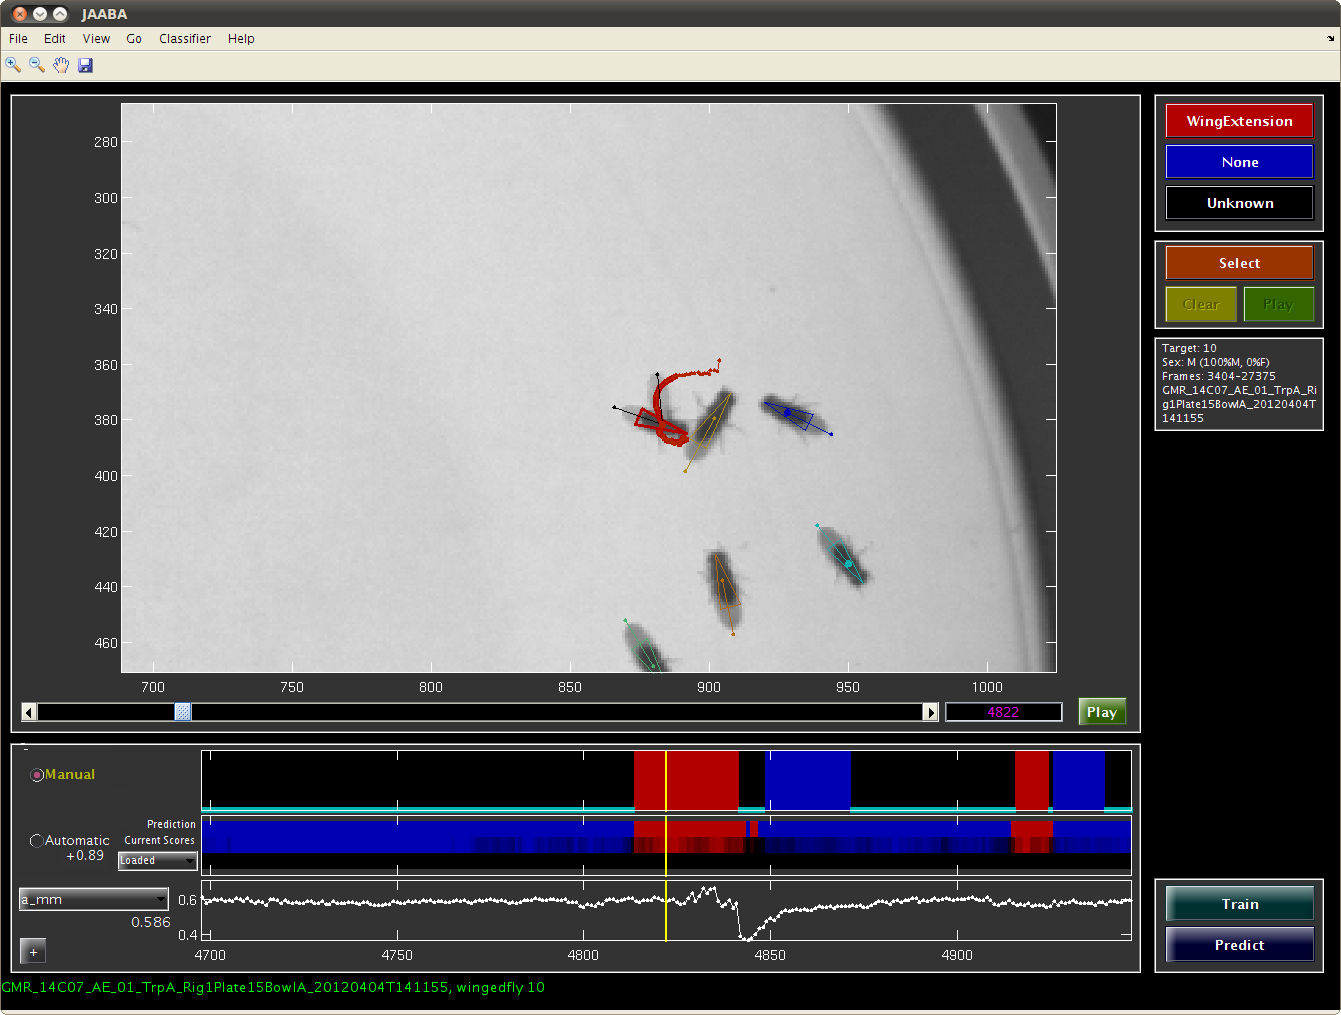 JAABA
File Edit View Go Classifier Help
280
300
320
340
360
380
400
420
440
460
700 750 800 850 900 950 1000
4822 Play
WingExtension
None
Unknown
Select
Clear Play
Target: 10
Sex: M (100%M, 0%F)
Frames: 3404-27375
GMR_14C07_AE_01_TrpA_Ri
g1Plate15BowlA_20120404T
141155
Manual
Prediction
Automatic Current Scores
+0.89 Loaded
a_mm 0.6
0.586
0.4
+
4700 4750 4800 4850 4900
Train
Predict
GMR_14C07_AE_01_TrpA_Rig1Plate15BowlA_20120404T141155, wingedfly 10